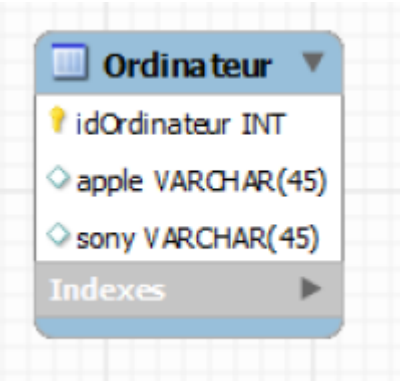 Ordinateur
idOrdinateur INT
apple VARCHAR(45)
sony VARCHAR(45)
Indexes